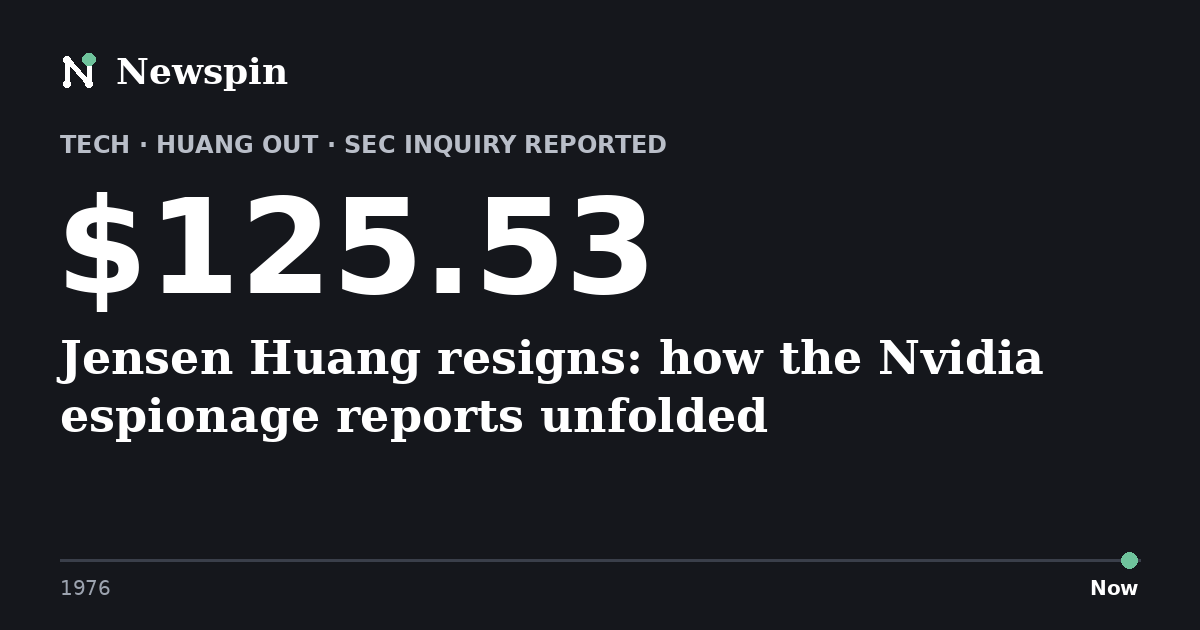 Newspin
TECH · HUANG OUT · SEC INQUIRY REPORTED
$125.53
Jensen Huang resigns: how the Nvidia
espionage reports unfolded
1976
Now